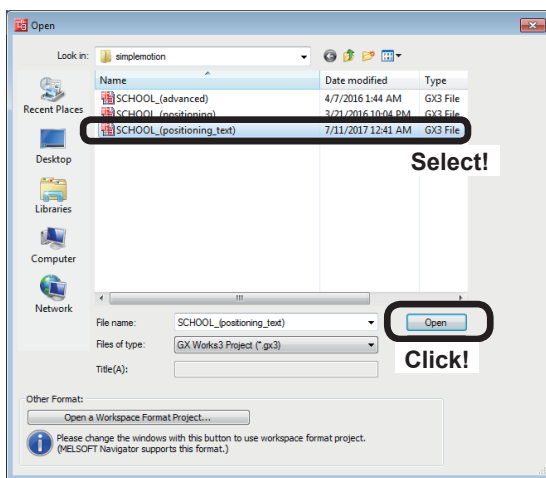 Open
Look in: simplemotion
Name Date modified Type
SCHOOL_(advanced) 4/7/2016 1:44 AM GX3 File
SCHOOL_(positioning) 3/21/2016 10:04 PM GX3 File
SCHOOL_(positioning_text) 7/11/2017 12:41 AM GX3 File
Select!
Recent Places
Desktop
Libraries
Computer
Network
File name: SCHOOL_(positioning_text) Open
Files of type: GX Works3 Project (*.gx3)
Click!
Title(A):
Other Format:
Open a Workspace Format Project...
Please change the windows with this button to use workspace format project.
(MELSOFT Navigator supports this format.)